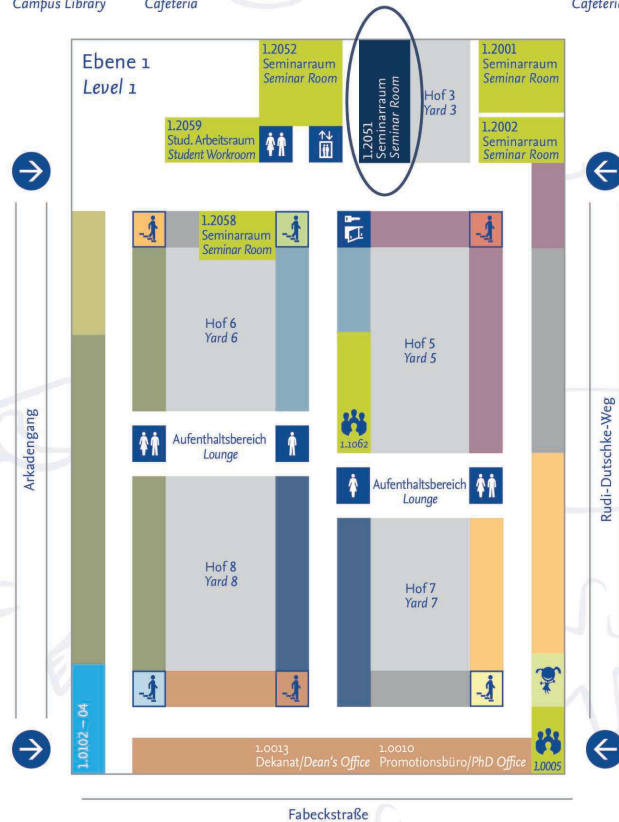 Campus Library
Cafeteria
Cafeteria
Ebene 1
Level 1
1.2052
Seminarraum
Seminar Room
1.2059
Stud. Arbeitsraum
Student Workroom
1.2051
Seminarraum
Seminar Room
Hof 3
Yard 3
1.2001
Seminarraum
Seminar Room
1.2002
Seminarraum
Seminar Room
1.2058
Seminarraum
Seminar Room
Hof 6
Yard 6
Hof 5
Yard 5
1.1062
Aufenthaltsbereich
Lounge
Aufenthaltsbereich
Lounge
Hof 8
Yard 8
Hof 7
Yard 7
Arkadengang
Rudi-Dutschke-Weg
1.0102 – 04
1.0013
Dekanat/Dean's Office
1.0010
Promotionsbüro/PhD Office
1.0005
Fabeckstraße